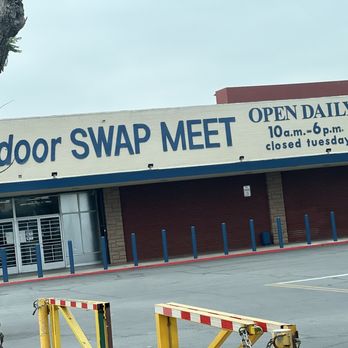 door SWAP MEET
OPEN DAILY
10a.m.-6p.m.
closed tuesday